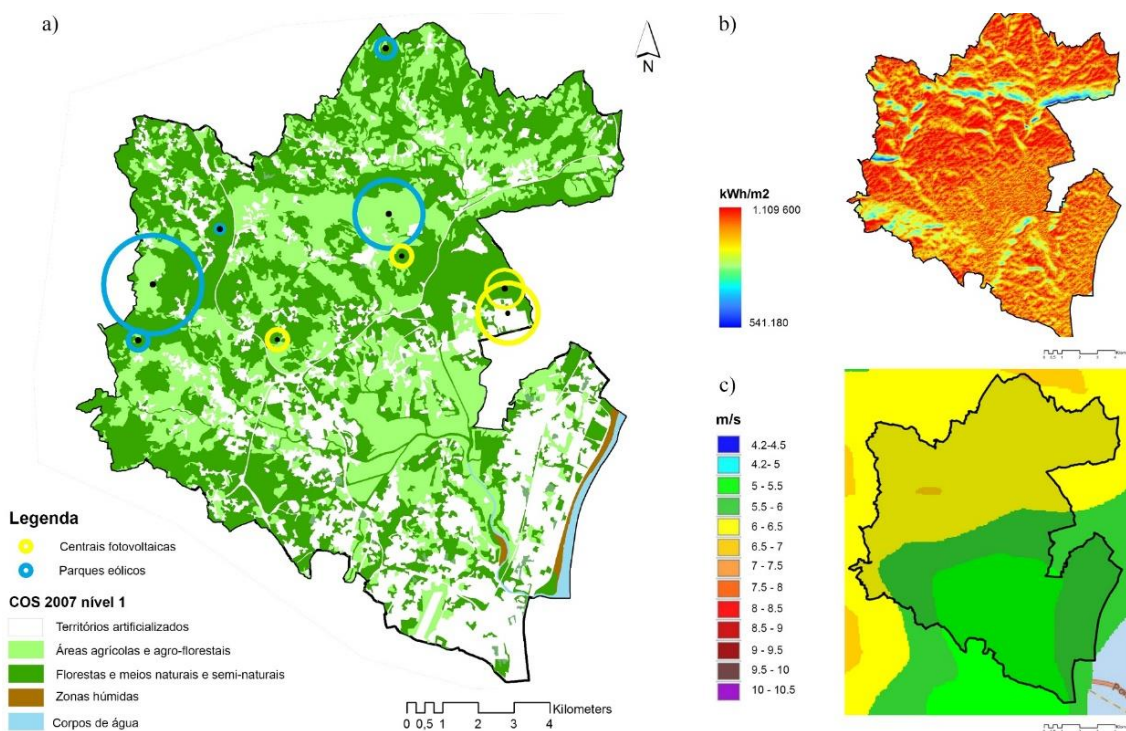 a)
N
Legenda
Centrais fotovoltaicas
Parques eólicos
COS 2007 nível 1
Territórios artificializados
Áreas agrícolas e agro-florestais
Florestas e meios naturais e semi-naturais
Zonas húmidas
Corpos de água
Kilometers
0 0,5 1 2 3 4
b)
kWh/m2
1.109 600
541.180
c)
m/s
4.2-4.5
4.2- 5
5 - 5.5
5.5 - 6
6 - 6.5
6.5 - 7
7 - 7.5
7.5 - 8
8 - 8.5
8.5 - 9
9 - 9.5
9.5 - 10
10 - 10.5